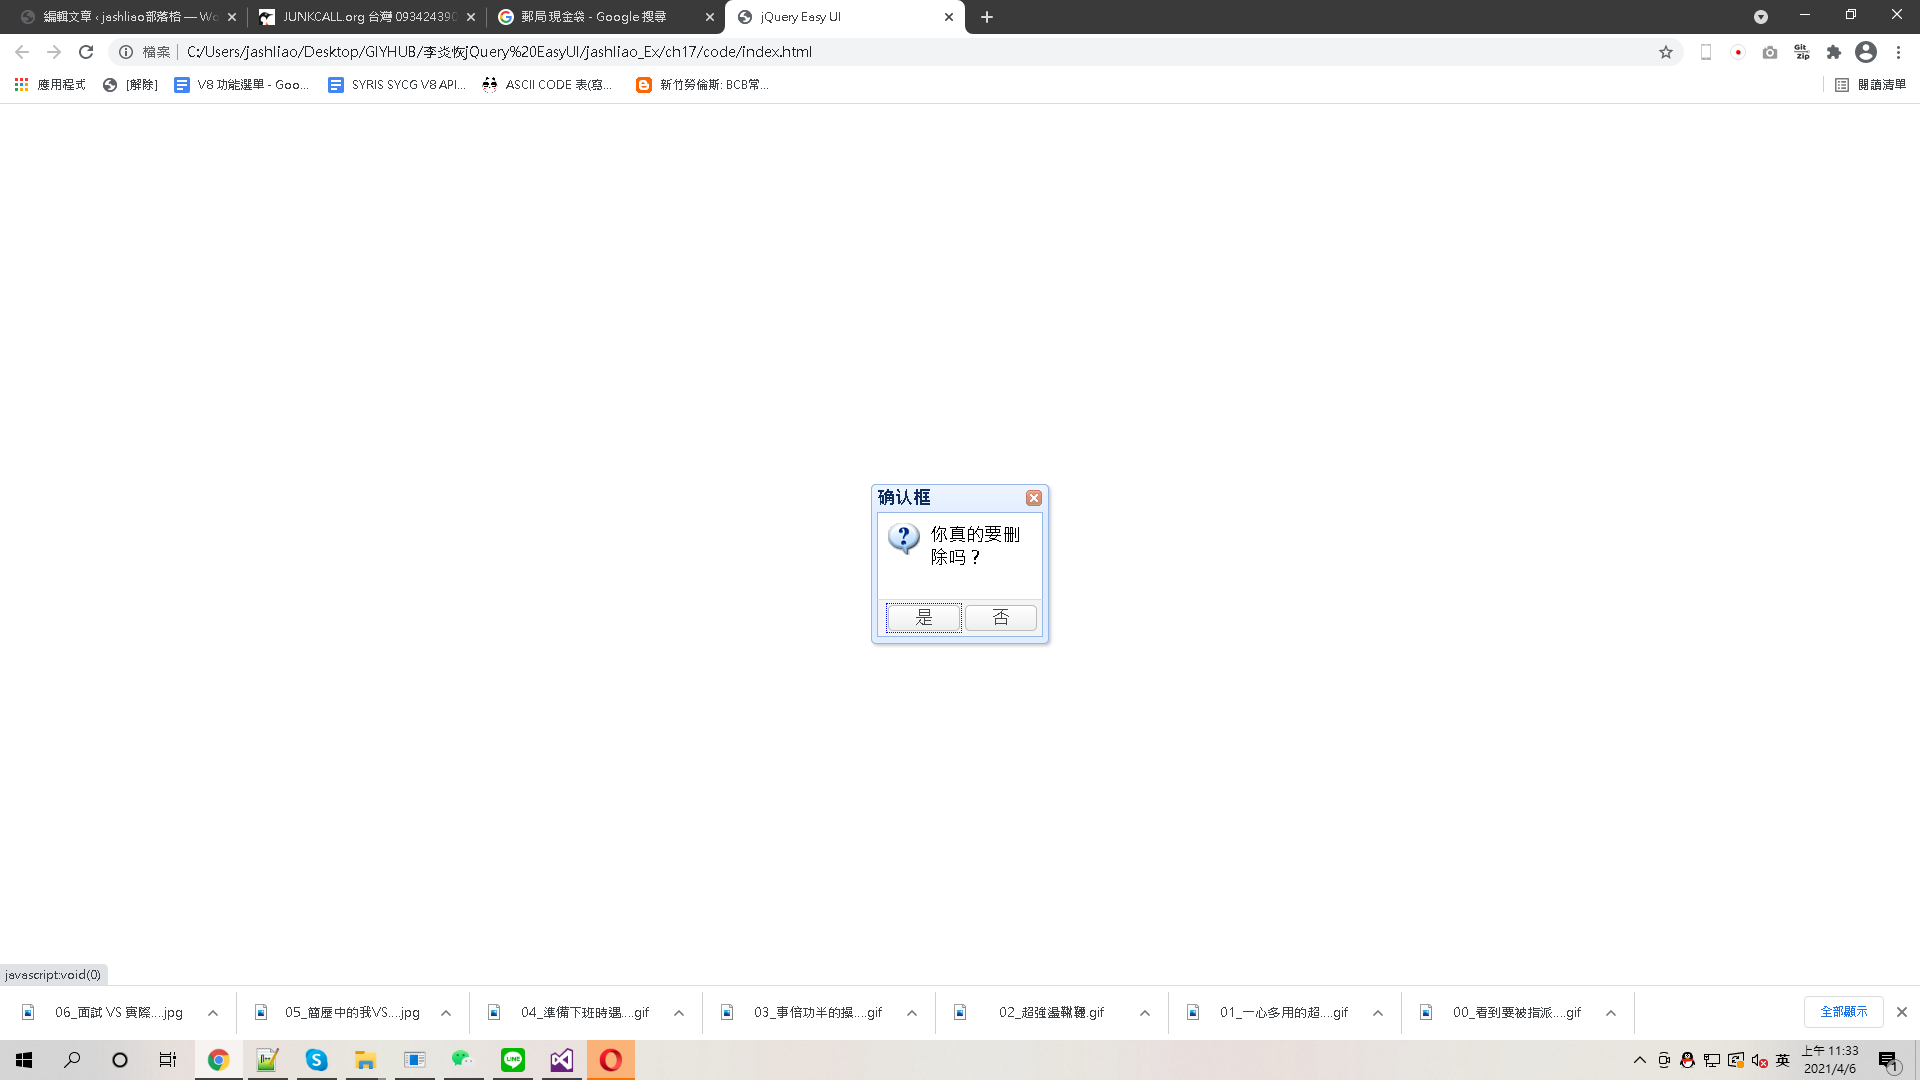 編輯文章 ‹ jashliao部落格 — Wo
JUNKCALL.org 台灣 093424390
郵局 現金袋 - Google 搜尋
jQuery Easy UI
檔案
C:/Users/jashliao/Desktop/GIYHUB/李炎恢jQuery%20EasyUI/jashliao_Ex/ch17/code/index.html
應用程式
[解除]
V8 功能選單 - Goo...
SYRIS SYCG V8 API...
ASCII CODE 表(寫...
新竹勞倫斯: BCB常...
閱讀清單
确认框
你真的要删
除吗？
是
否
javascript:void(0)
06_面試 VS 實際....jpg
05_簡歷中的我VS....jpg
04_準備下班時遇....gif
03_事倍功半的操....gif
02_超強
.gif
01_一心多用的超....gif
00_看到要被指派....gif
全部顯示
英
上午 11:33
2021/4/6
1